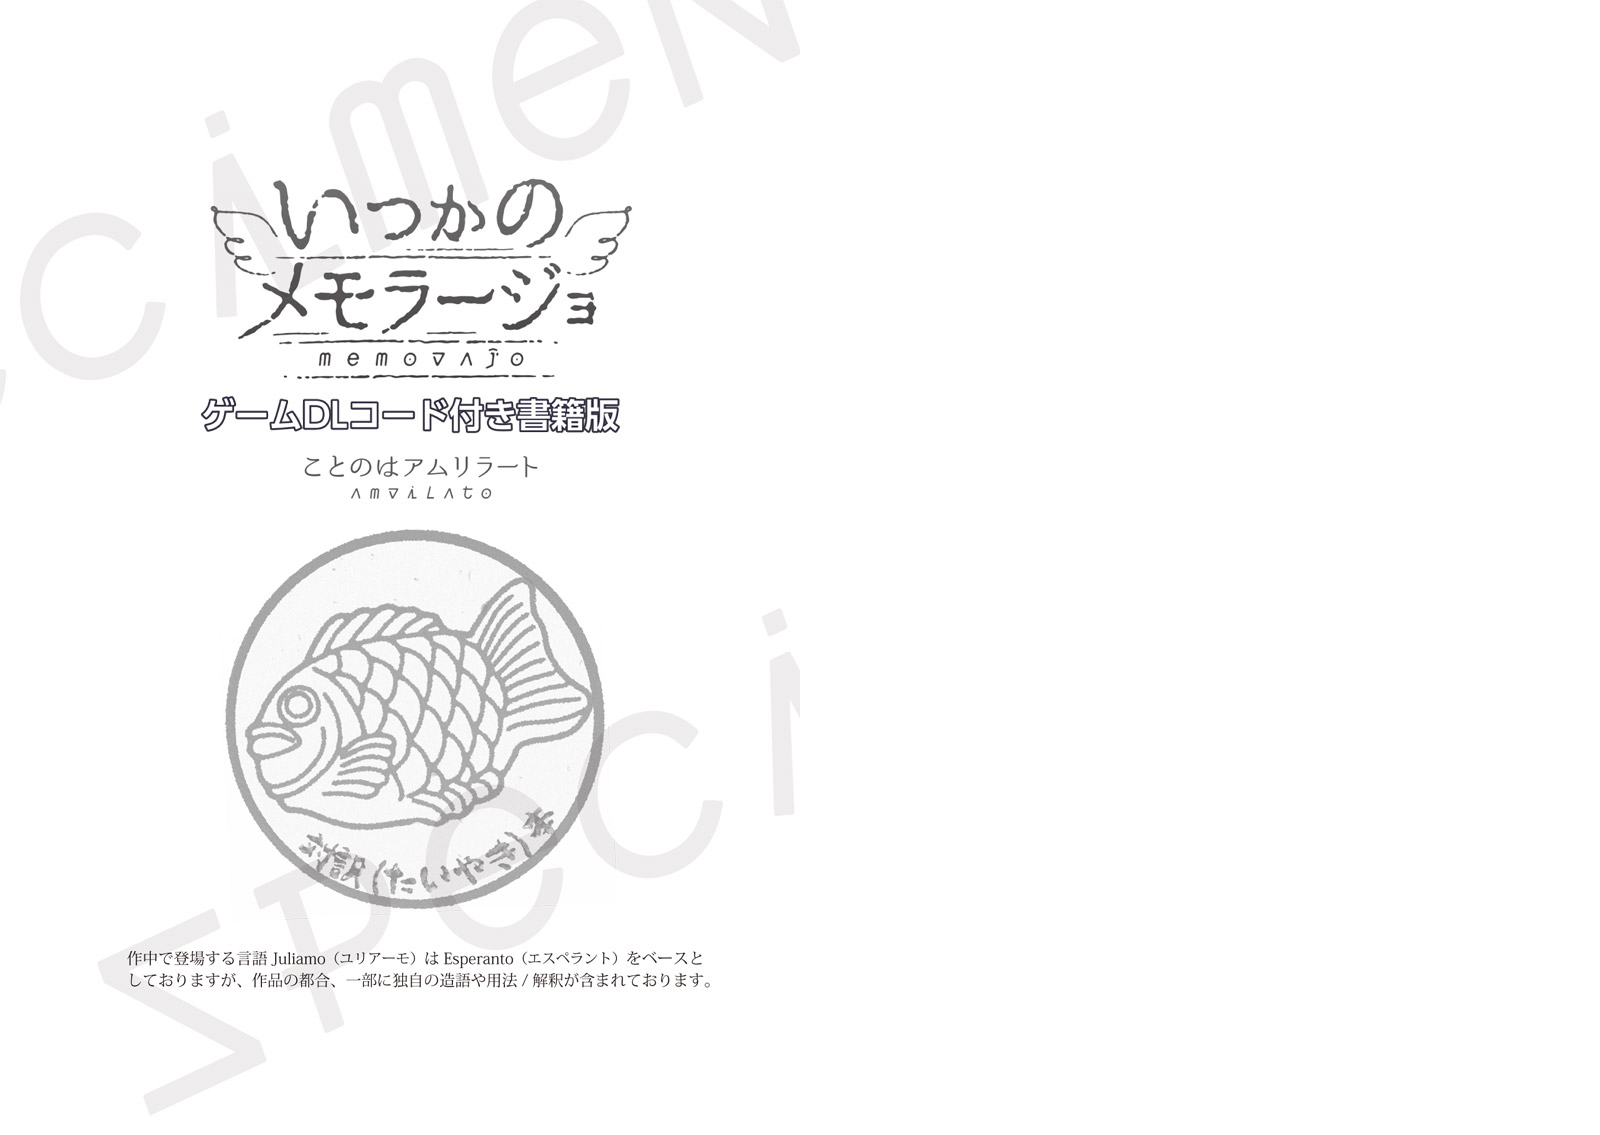 いつかの
メモラージョ
memoⴸʌĵo
ゲームDLコード付き書籍版
ことのはアムリラート
対訳(たいやき)版
作中で登場する言語 Juliamo（ユリアーモ）は Esperanto（エスペラント）をベースと
しておりますが、作品の都合、一部に独自の造語や用法 / 解釈が含まれております。
specimen